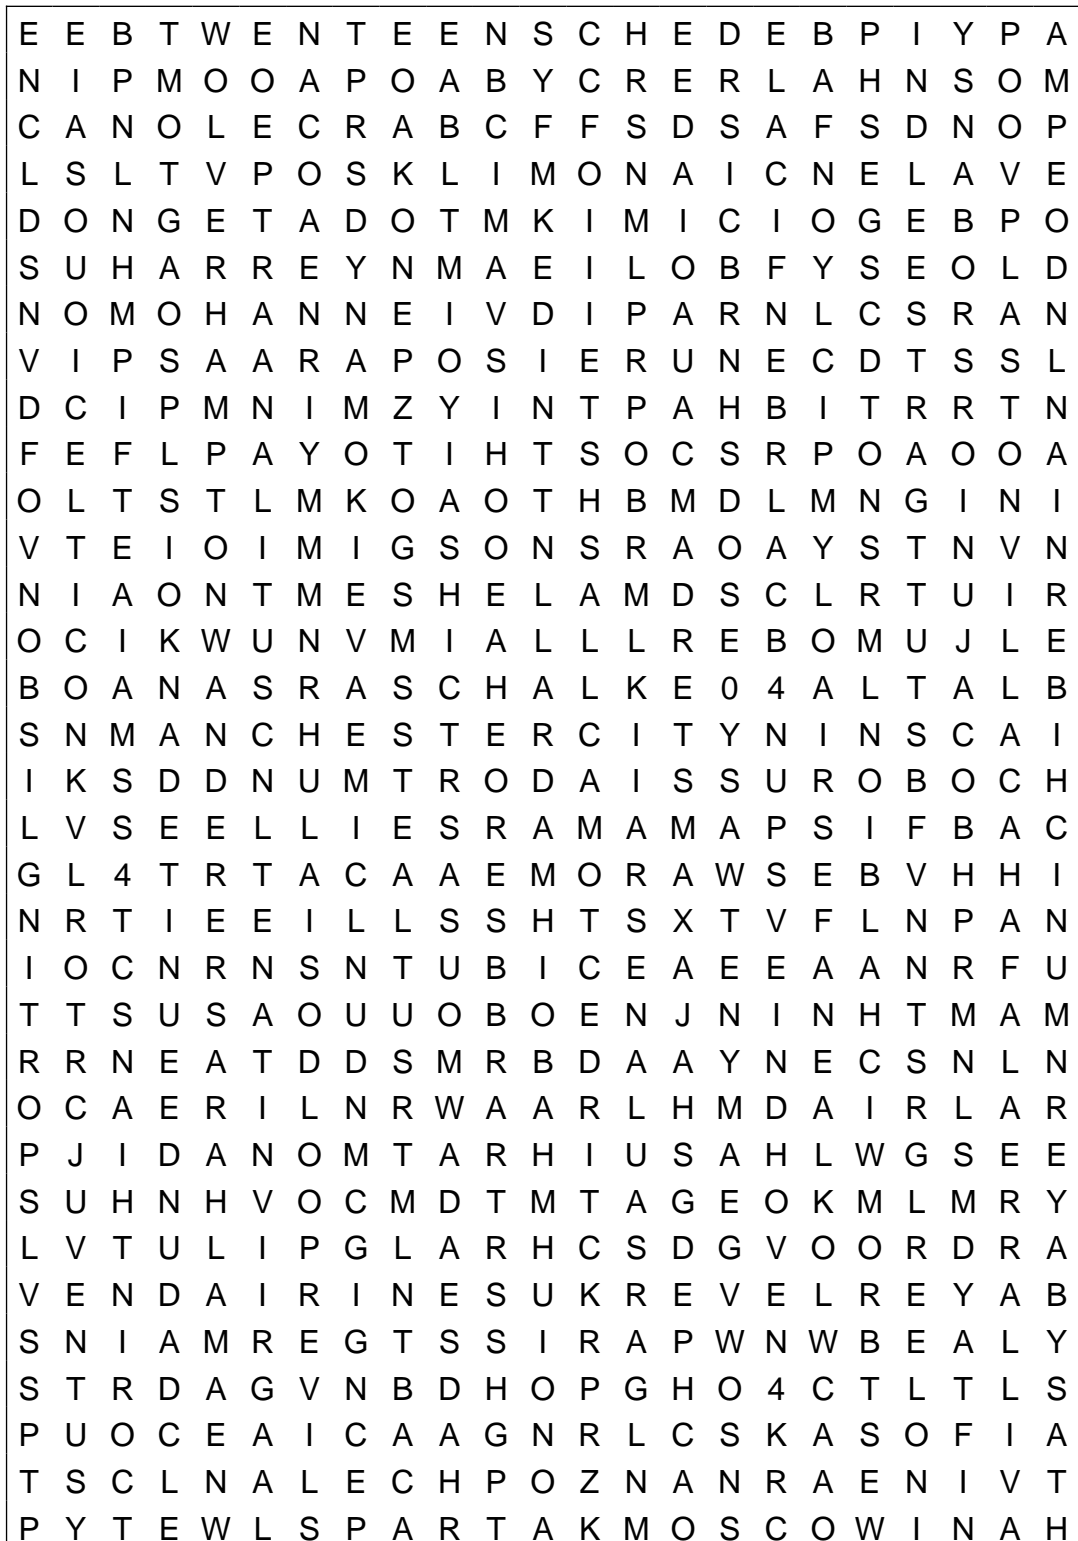 E E B T W E N T E E N S C H E D E B P I Y P A
N I P M O O A P O A B Y C R E R L A H N S O M
C A N O L E C R A B C F F S D S A F S D N O P
L S L T V P O S K L I M O N A I C N E L A V E
D O N G E T A D O T M K I M I C I O G E B P O
S U H A R R E Y N M A E I L O B F Y S E O L D
N O M O H A N N E I V D I P A R N L C S R A N
V I P S A A R A P O S I E R U N E C D T S S L
D C I P M N I M Z Y I N T P A H B I T R R T N
F E F L P A Y O T I H T S O C S R P O A O O A
O L T S T L M K O A O T H B M D L M N G I N I
V T E I O I M I G S O N S R A O A Y S T N V N
N I A O N T M E S H E L A M D S C L R T U I R
O C I K W U N V M I A L L L R E B O M U J L E
B O A N A S R A S C H A L K E 0 4 A L T A L B
S N M A N C H E S T E R C I T Y N I N S C A I
I K S D D N U M T R O D A I S S U R O B O C H
L V S E E L L I E S R A M A M A P S I F B A C
G L 4 T R T A C A A E M O R A W S E B V H H I
N R T I E E I L L S S H T S X T V F L N P A N
I O C N R N S N T U B I C E A E E A A N R F U
T T S U S A O U U O B O E N J N I N H T M A M
R R N E A T D D S M R B D A A Y N E C S N L N
O C A E R I L N R W A A R L H M D A I R L A R
P J I D A N O M T A R H I U S A H L W G S E E
S U H N H V O C M D T M T A G E O K M L M R Y
L V T U L I P G L A R H C S D G V O O R D R A
V E N D A I R I N E S U K R E V E L R E Y A B
S N I A M R E G T S S I R A P W N W B E A L Y
S T R D A G V N B D H O P G H O 4 C T L T L S
P U O C E A I C A A G N R L C S K A S O F I A
T S C L N A L E C H P O Z N A N R A E N I V T
P Y T E W L S P A R T A K M O S C O W I N A H